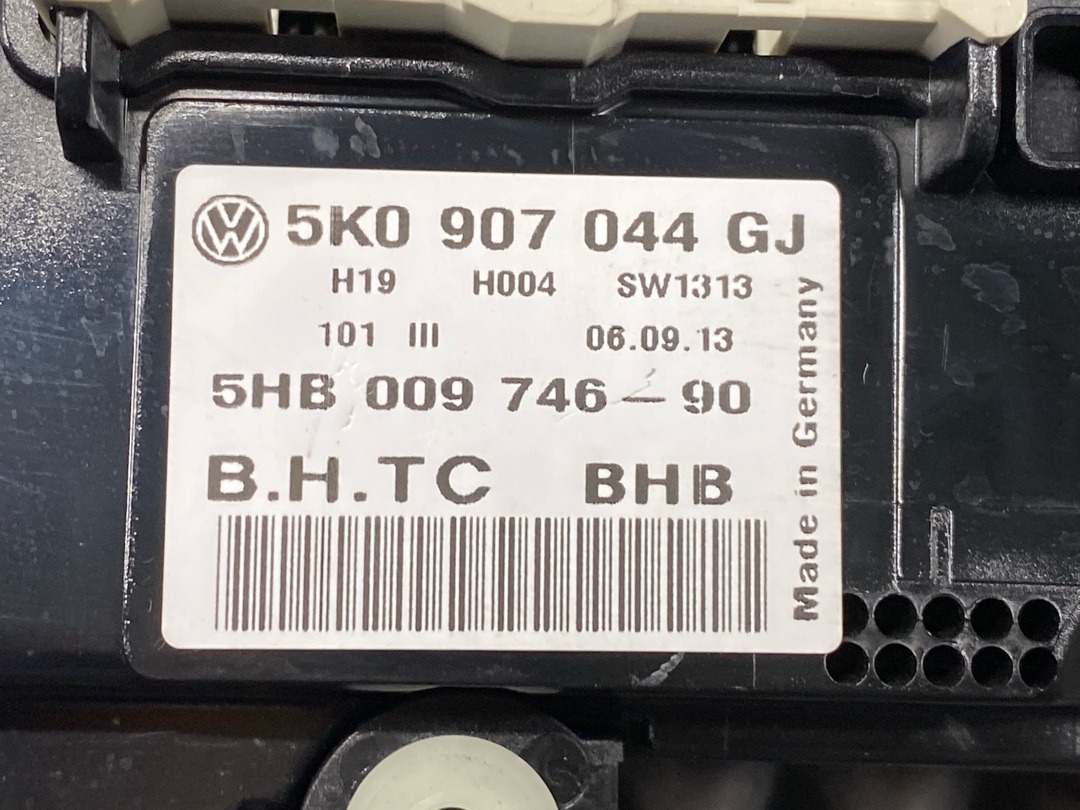 5K0 907 044 GJ
H19 H004 SW1313
101 III 06.09.13
5HB 009 746-90
B.H.TC BHB
Made in Germany